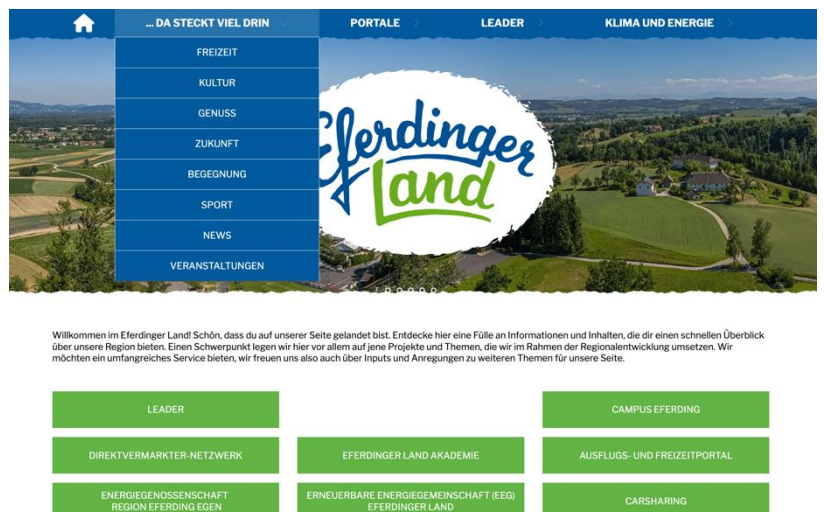 ... DA STECKT VIEL DRIN
PORTALE
LEADER
KLIMA UND ENERGIE
FREIZEIT
KULTUR
GENUSS
ZUKUNFT
BEGEGNUNG
SPORT
NEWS
VERANSTALTUNGEN
Eferdinger
Land
Willkommen im Eferdinger Land! Schön, dass du auf unserer Seite gelandet bist. Entdecke hier eine Fülle an Informationen und Inhalten, die dir einen schnellen Überblick
über unsere Region bieten. Einen Schwerpunkt legen wir hier vor allem auf jene Projekte und Themen, die wir im Rahmen der Regionalentwicklung umsetzen. Wir
möchten ein umfangreiches Service bieten, wir freuen uns also auch über Inputs und Anregungen zu weiteren Themen für unsere Seite.
LEADER
CAMPUS EFERDING
DIREKTVERMARKTER-NETZWERK
EFERDINGER LAND AKADEMIE
AUSFLUGS- UND FREIZEITPORTAL
ENERGIEGENOSSENSCHAFT
REGION EFERDING EGEN
ERNEUERBARE ENERGIEGEMEINSCHAFT (EEG)
EFERDINGER LAND
CARSHARING